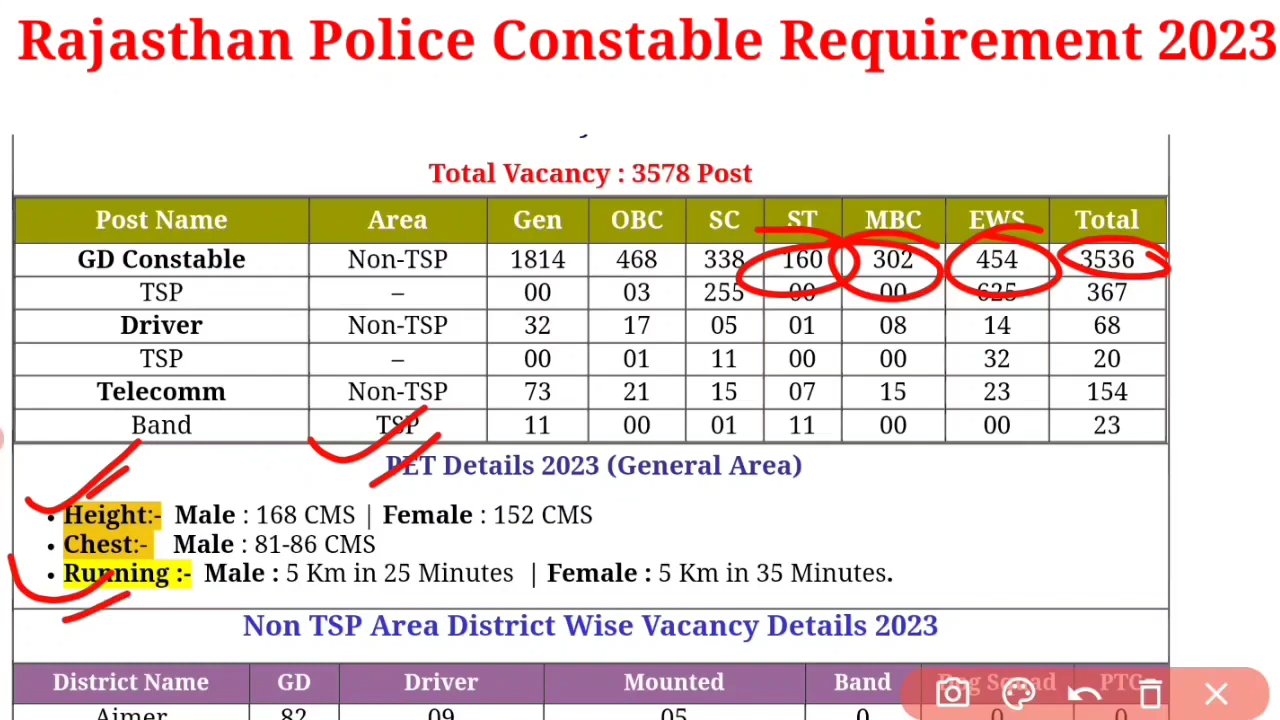 Rajasthan Police Constable Requirement 2023
Total Vacancy : 3578 Post
Post Name Area Gen OBC SC ST MBC EWS Total
GD Constable Non-TSP 1814 468 338 160 302 454 3536
TSP – 00 03 255 00 00 625 367
Driver Non-TSP 32 17 05 01 08 14 68
TSP – 00 01 11 00 00 32 20
Telecomm Non-TSP 73 21 15 07 15 23 154
Band TSP 11 00 01 11 00 00 23
PET Details 2023 (General Area)
• Height:- Male : 168 CMS | Female : 152 CMS
• Chest:- Male : 81-86 CMS
• Running :- Male : 5 Km in 25 Minutes | Female : 5 Km in 35 Minutes.
Non TSP Area District Wise Vacancy Details 2023
District Name GD Driver Mounted Band Dog Squad PTC
Ajmer 82 09 05 0 0 0